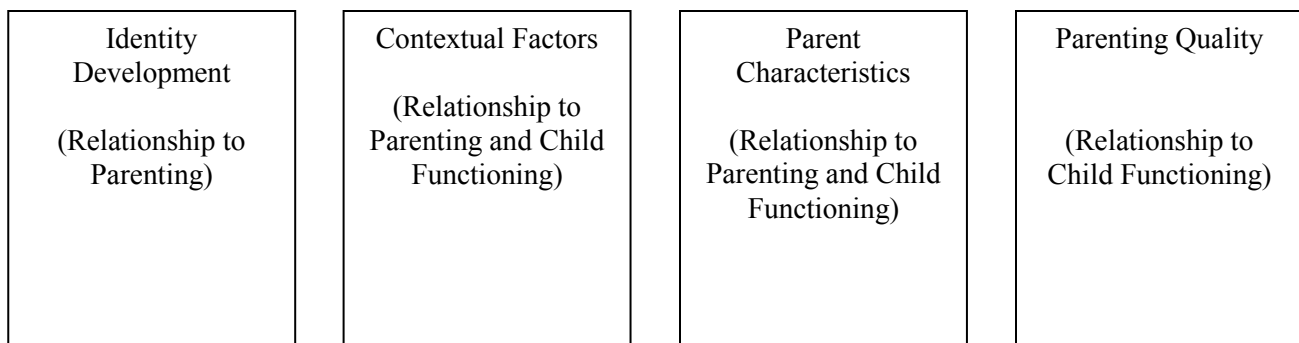 Identity
Development
(Relationship to
Parenting)
Contextual Factors
(Relationship to
Parenting and Child
Functioning)
Parent
Characteristics
(Relationship to
Parenting and Child
Functioning)
Parenting Quality
(Relationship to
Child Functioning)